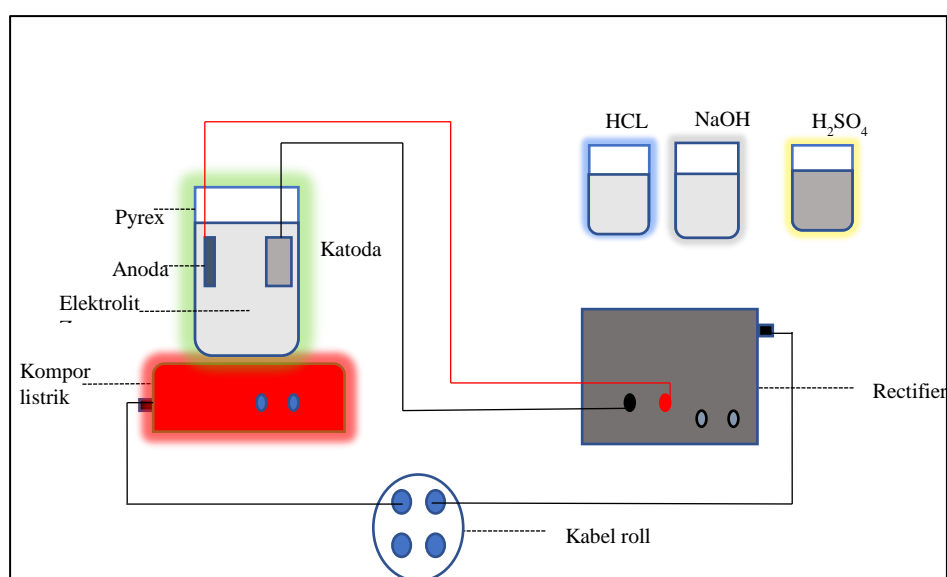 HCL
NaOH
H₂SO₄
Pyrex
Katoda
Anoda
Elektrolit
Kompor
listrik
Rectifier
Kabel roll